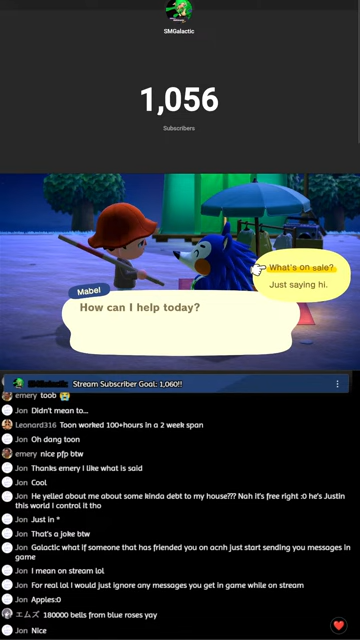 SMGalactic
1,056
Subscribers
What's on sale?
Just saying hi.
Mabel
How can I help today?
SMGalactic Stream Subscriber Goal: 1,060!!
emery toob 😭
Jon Didn't mean to...
Leonard316 Toon worked 100+hours in a 2 week span
Jon Oh dang toon
emery nice pfp btw
Jon Thanks emery I like what is said
Jon Cool
Jon He yelled about me about some kinda debt to my house??? Nah it's free right :0 he's Justin
this world I control it tho
Jon Just in *
Jon That's a joke btw
Jon Galactic what if someone that has friended you on acnh just start sending you messages in
game
Jon I mean on stream lol
Jon For real lol I would just ignore any messages you get in game while on stream
Jon Apples:0
エムズ 180000 bells from blue roses yay
Jon Nice